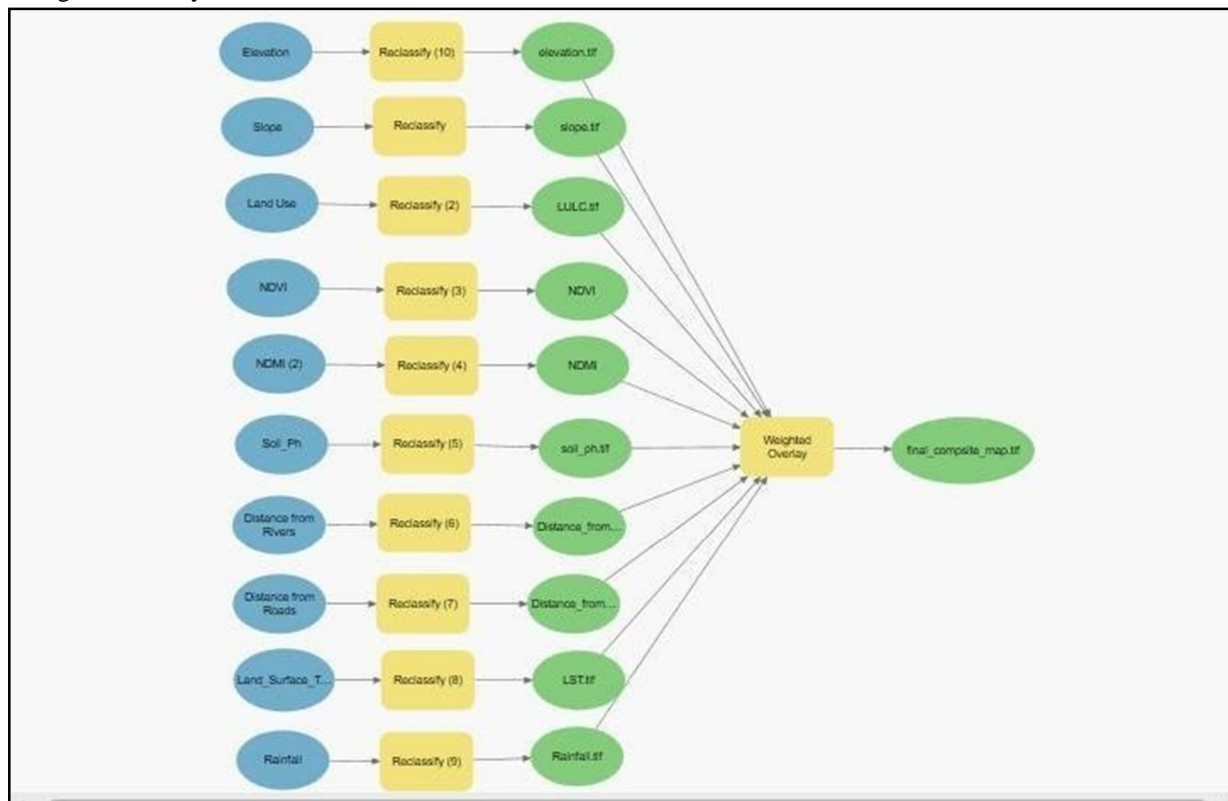 Elevation
Reclassify (10)
elevation.tif
Slope
Reclassify
slope.tif
Land Use
Reclassify (2)
LULC.tif
NDVI
Reclassify (3)
NDVI
NDMI (2)
Reclassify (4)
NDMI
Soil_Ph
Reclassify (5)
soil_ph.tif
Weighted
Overlay
final_compsite_map.tif
Distance from
Rivers
Reclassify (6)
Distance_from...
Distance from
Roads
Reclassify (7)
Distance_from...
Land_Surface_T...
Reclassify (8)
LST.tif
Rainfall
Reclassify (9)
Rainfall.tif